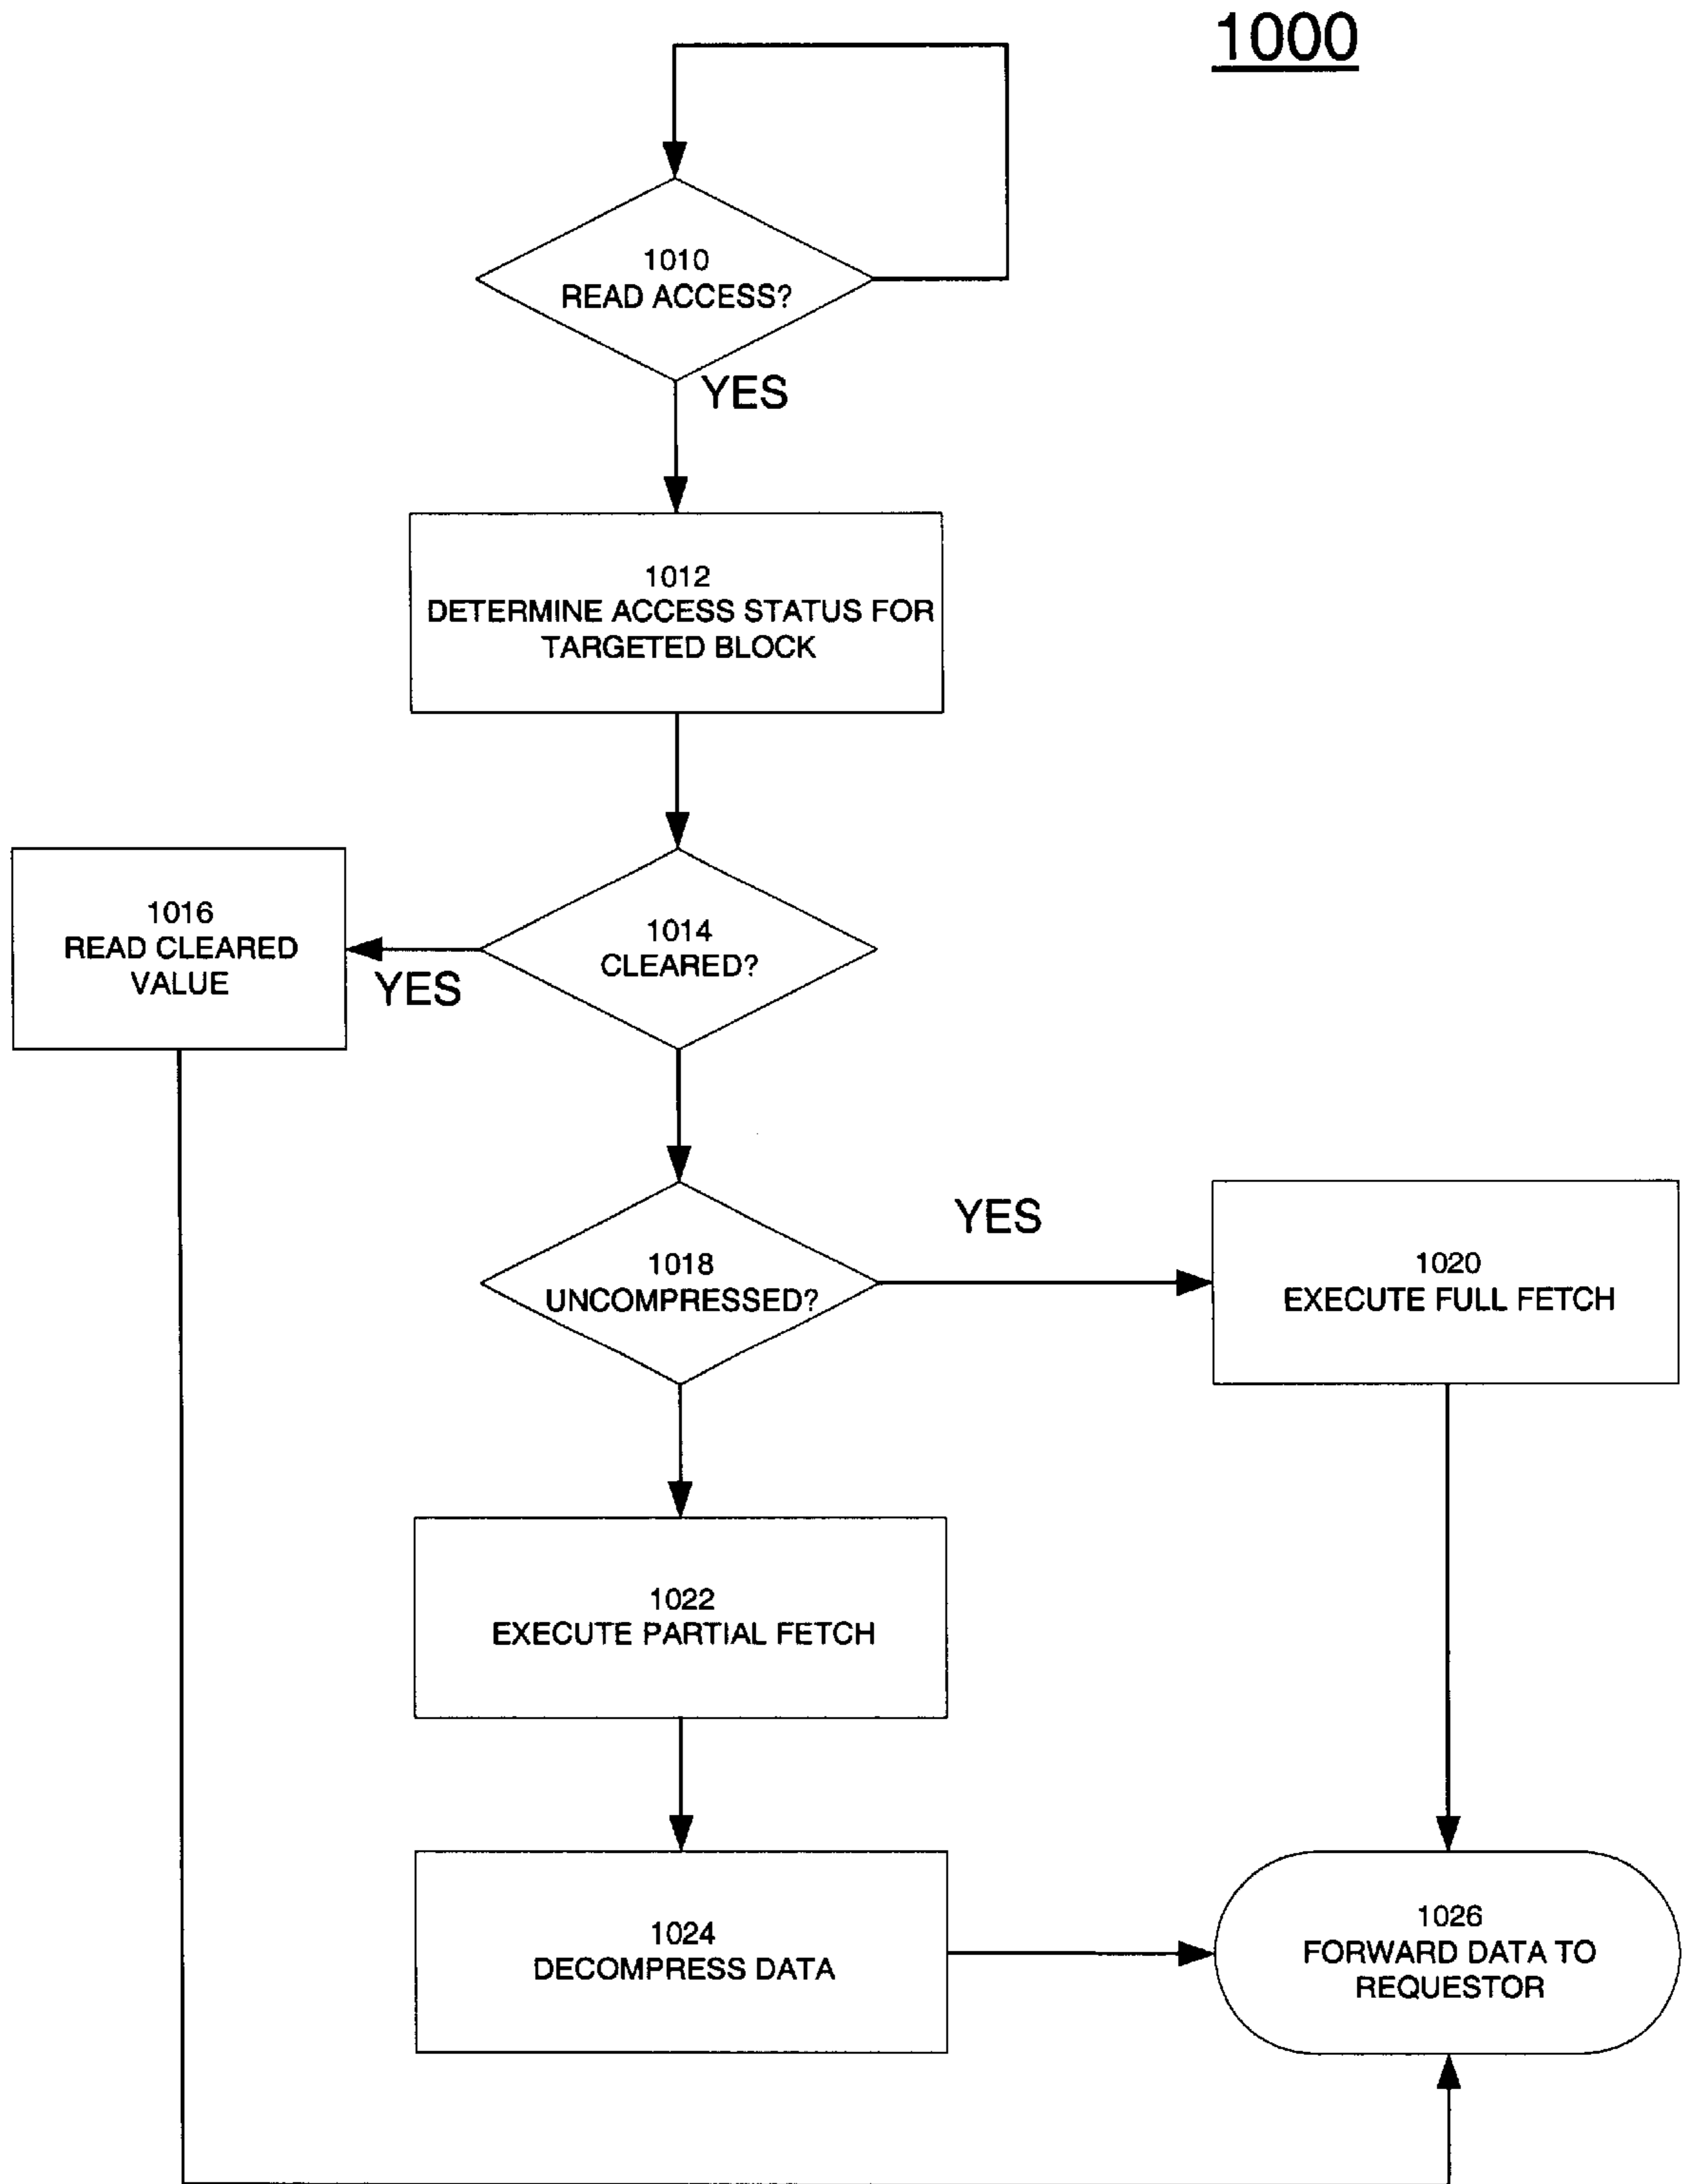 1000
1010
READ ACCESS?
YES
1012
DETERMINE ACCESS STATUS FOR
TARGETED BLOCK
1016
READ CLEARED
VALUE
YES
1014
CLEARED?
1018
UNCOMPRESSED?
YES
1020
EXECUTE FULL FETCH
1022
EXECUTE PARTIAL FETCH
1024
DECOMPRESS DATA
1026
FORWARD DATA TO
REQUESTOR